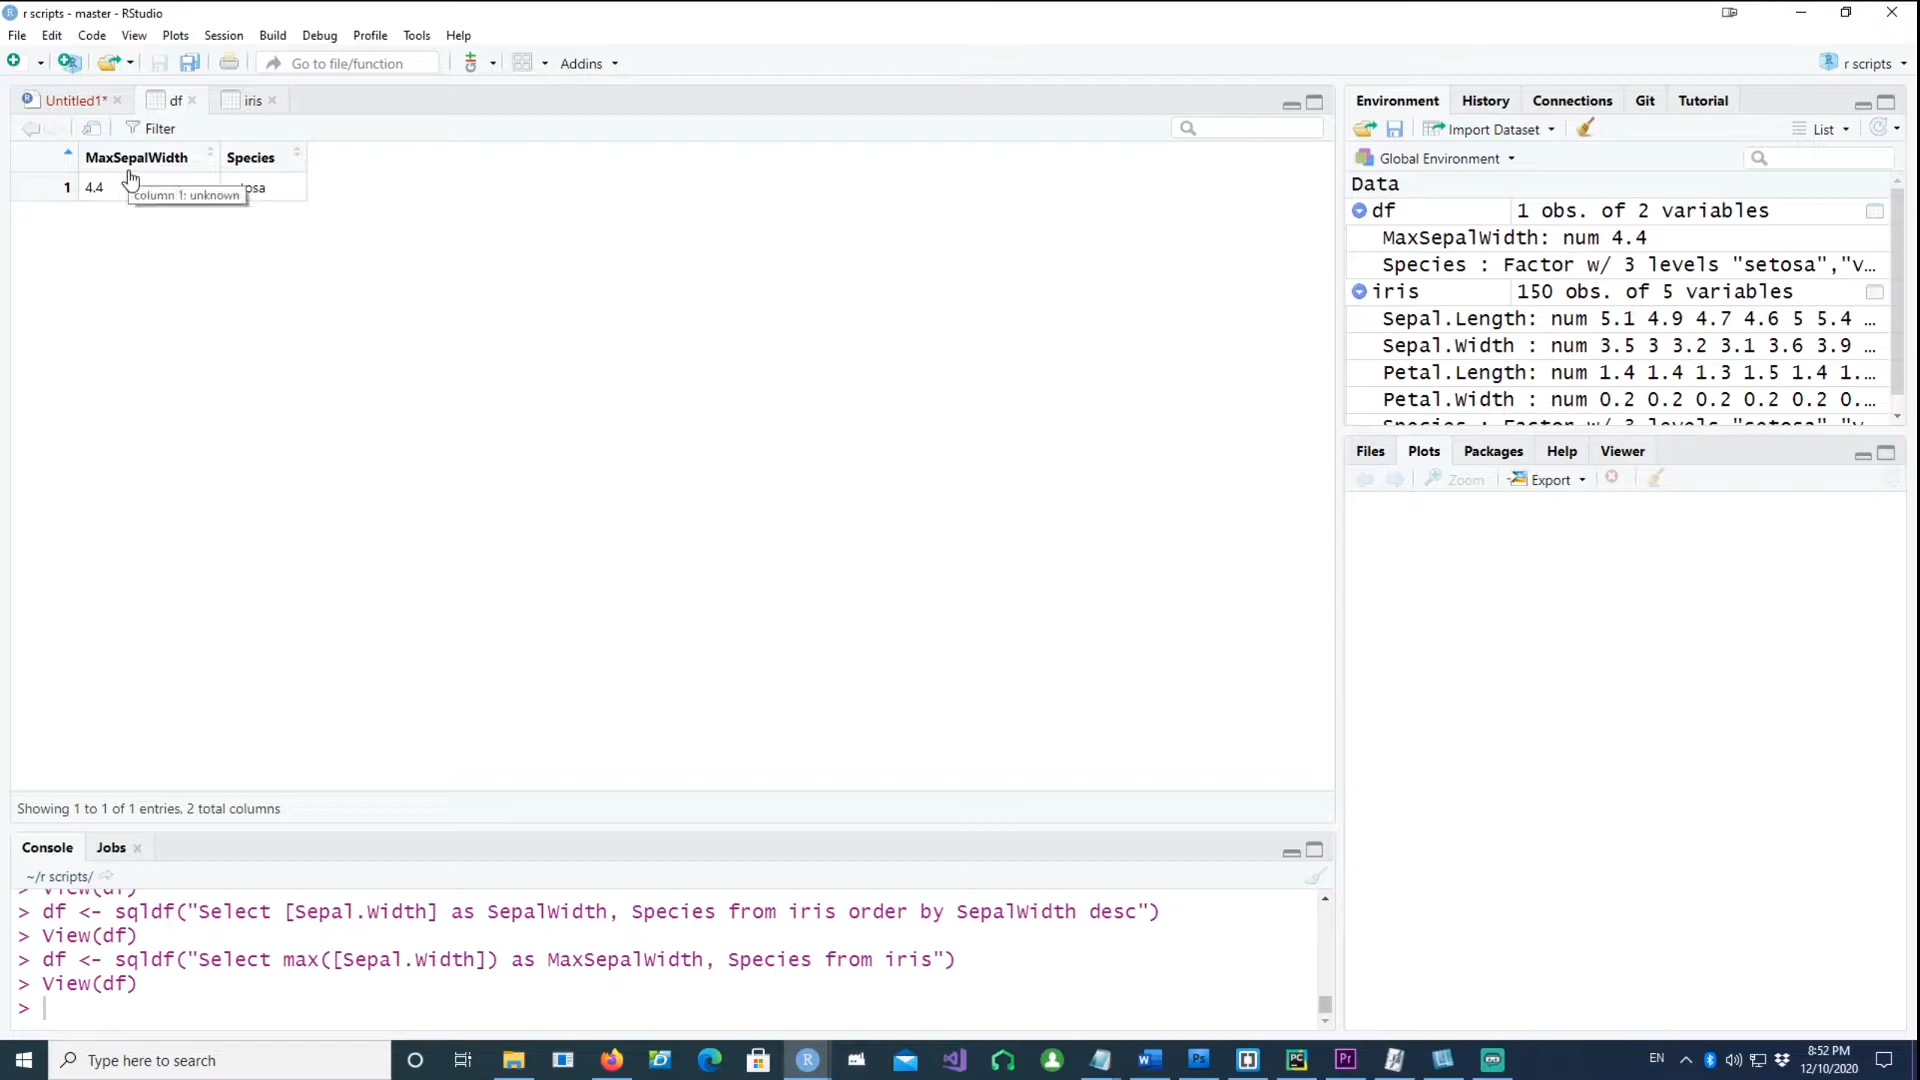 r scripts - master - RStudio
File Edit Code View Plots Session Build Debug Profile Tools Help
Go to file/function Addins r scripts
Untitled1* df iris
Filter
MaxSepalWidth Species
1 4.4 osa
column 1: unknown
Showing 1 to 1 of 1 entries, 2 total columns
Console Jobs
~/r scripts/
> View(df)
> df <- sqldf("Select [Sepal.Width] as SepalWidth, Species from iris order by SepalWidth desc")
> View(df)
> df <- sqldf("Select max([Sepal.Width]) as MaxSepalWidth, Species from iris")
> View(df)
>
Environment History Connections Git Tutorial
Import Dataset List
Global Environment
Data
df 1 obs. of 2 variables
MaxSepalWidth: num 4.4
Species : Factor w/ 3 levels "setosa","v…
iris 150 obs. of 5 variables
Sepal.Length: num 5.1 4.9 4.7 4.6 5 5.4 …
Sepal.Width : num 3.5 3 3.2 3.1 3.6 3.9 …
Petal.Length: num 1.4 1.4 1.3 1.5 1.4 1.…
Petal.Width : num 0.2 0.2 0.2 0.2 0.2 0.…
Species : Factor w/ 3 levels "setosa" "v…
Files Plots Packages Help Viewer
Zoom Export
Type here to search
EN
8:52 PM
12/10/2020